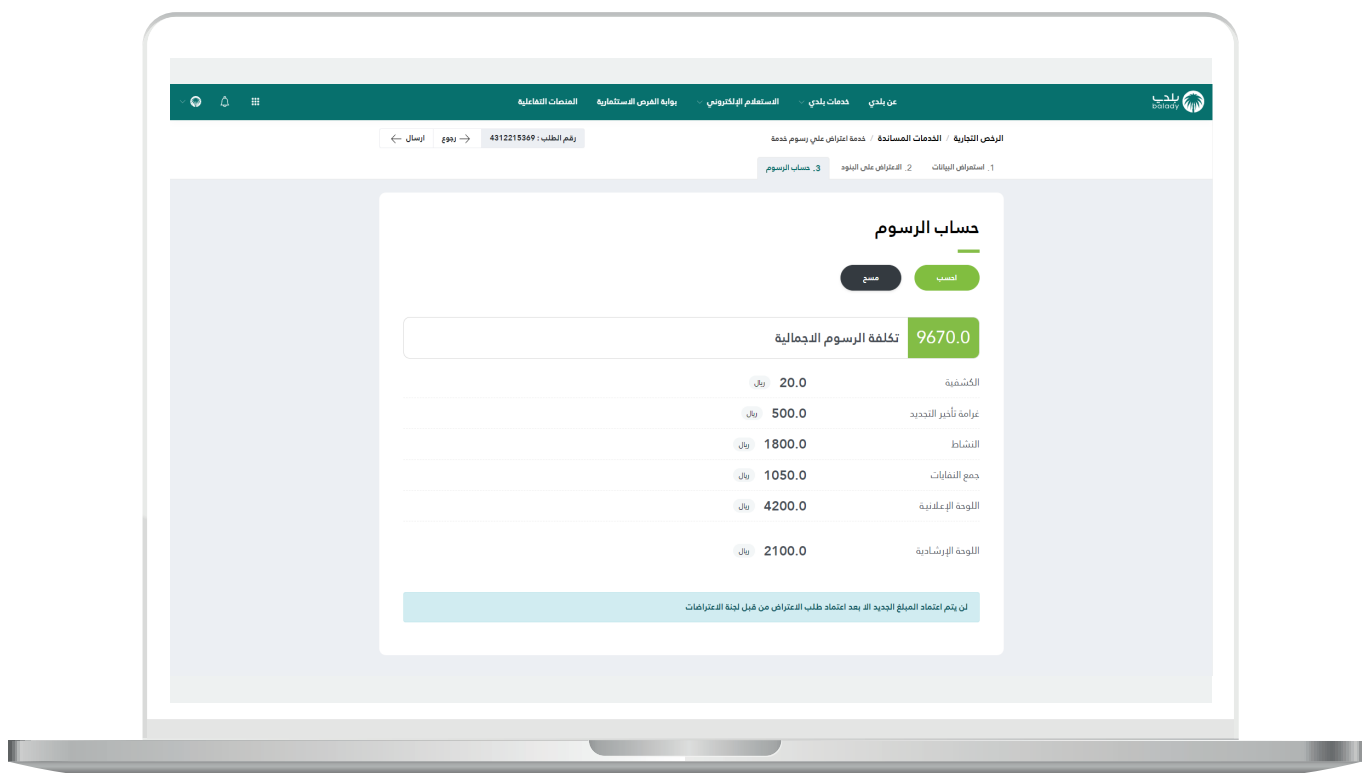 بلدي
balady
عن بلدي خدمات بلدي الاستعلام الإلكتروني بوابة الفرص الاستثمارية المنصات التفاعلية
الرخص التجارية / الخدمات المساندة / خدمة اعتراض علي رسوم خدمة
رقم الطلب : 4312215369 رجوع ارسال
1. استعراض البيانات 2. الاعتراض على البنود 3. حساب الرسوم
حساب الرسوم
احسب مسح
9670.0 تكلفة الرسوم الاجمالية
الكشفية 20.0 ريال
غرامة تأخير التجديد 500.0 ريال
النشاط 1800.0 ريال
جمع النفايات 1050.0 ريال
اللوحة الإعلانية 4200.0 ريال
اللوحة الإرشادية 2100.0 ريال
لن يتم اعتماد المبلغ الجديد الا بعد اعتماد طلب الاعتراض من قبل لجنة الاعتراضات